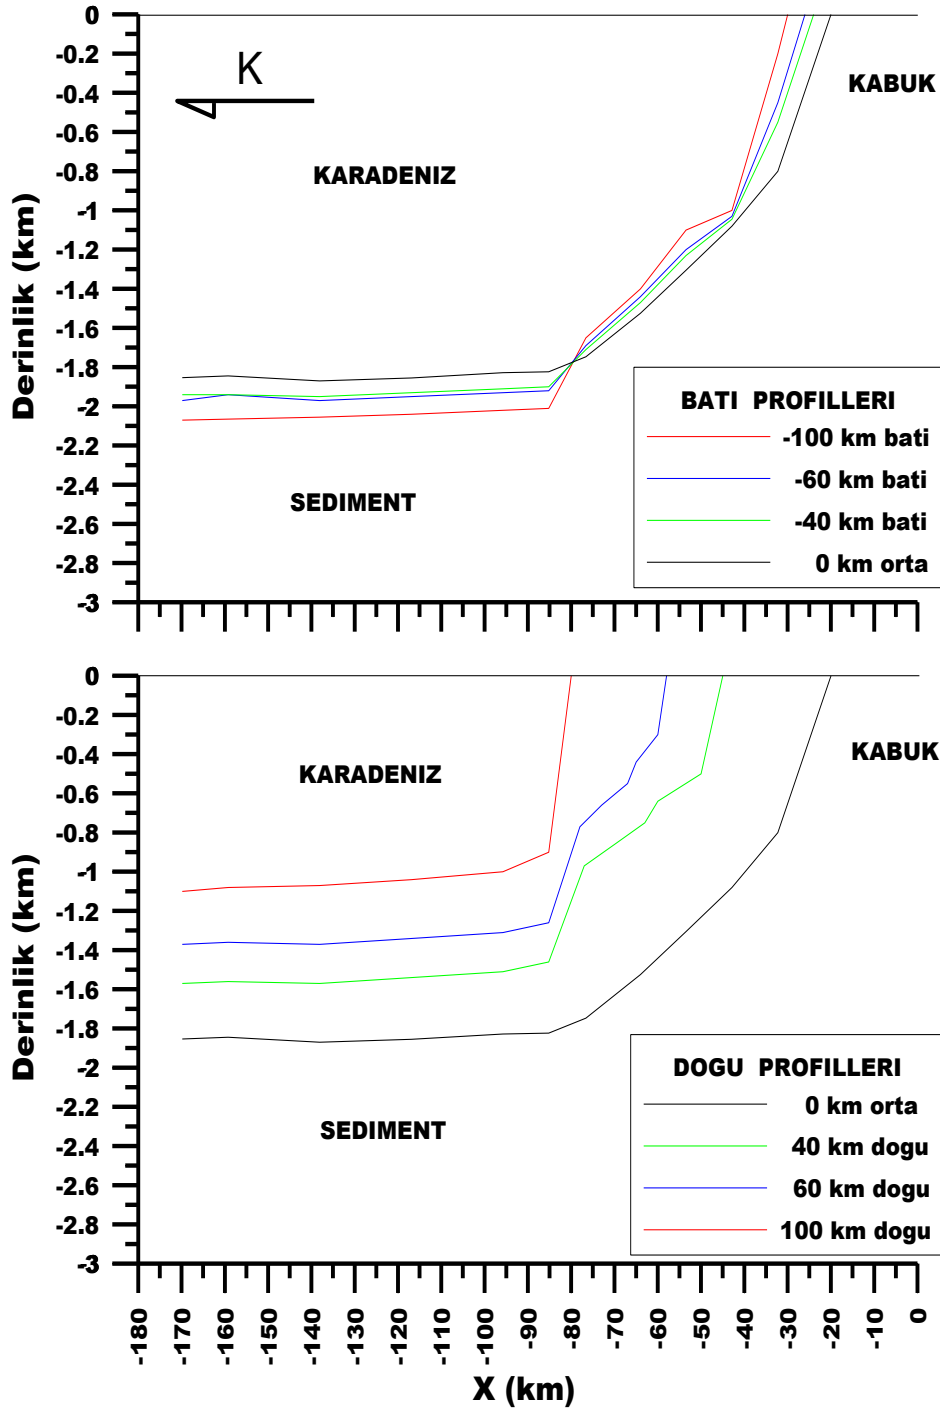 0
-0.2
-0.4
-0.6
-0.8
-1
-1.2
-1.4
-1.6
-1.8
-2
-2.2
-2.4
-2.6
-2.8
-3
Derinlik (km)
K
KABUK
KARADENIZ
SEDIMENT
BATI PROFILLERI
-100 km bati
-60 km bati
-40 km bati
0 km orta
0
-0.2
-0.4
-0.6
-0.8
-1
-1.2
-1.4
-1.6
-1.8
-2
-2.2
-2.4
-2.6
-2.8
-3
Derinlik (km)
KABUK
KARADENIZ
SEDIMENT
DOGU PROFILLERI
0 km orta
40 km dogu
60 km dogu
100 km dogu
-180
-170
-160
-150
-140
-130
-120
-110
-100
-90
-80
-70
-60
-50
-40
-30
-20
-10
0
X (km)